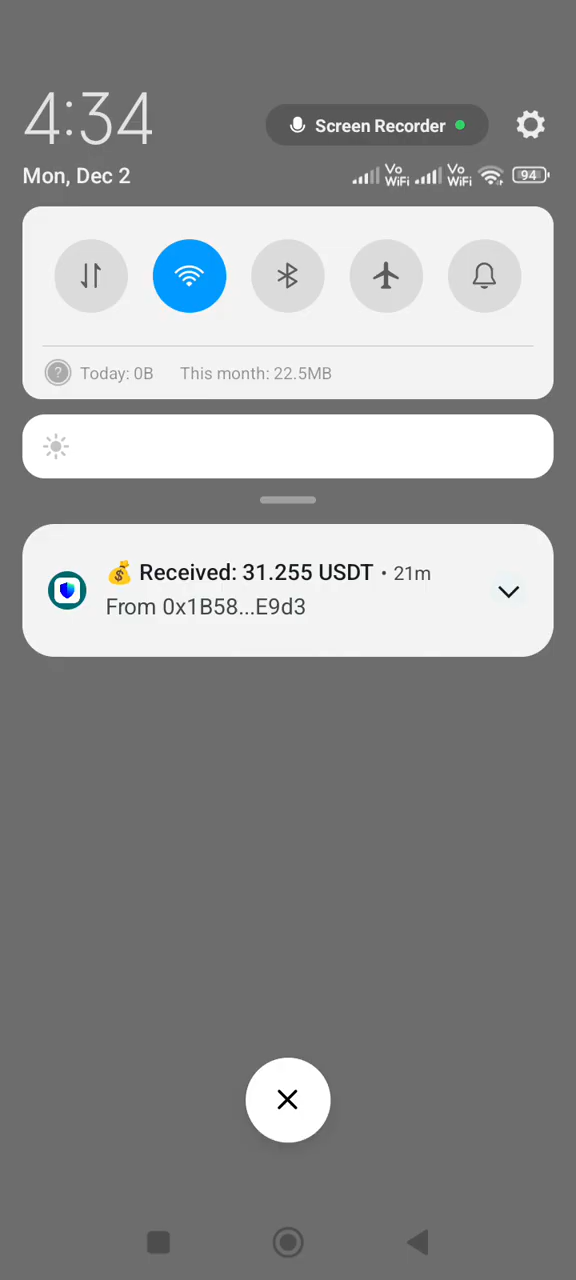 4:34
Screen Recorder
Mon, Dec 2
Vo WiFi Vo WiFi 94
Today: 0B This month: 22.5MB
💰 Received: 31.255 USDT • 21m
From 0x1B58...E9d3